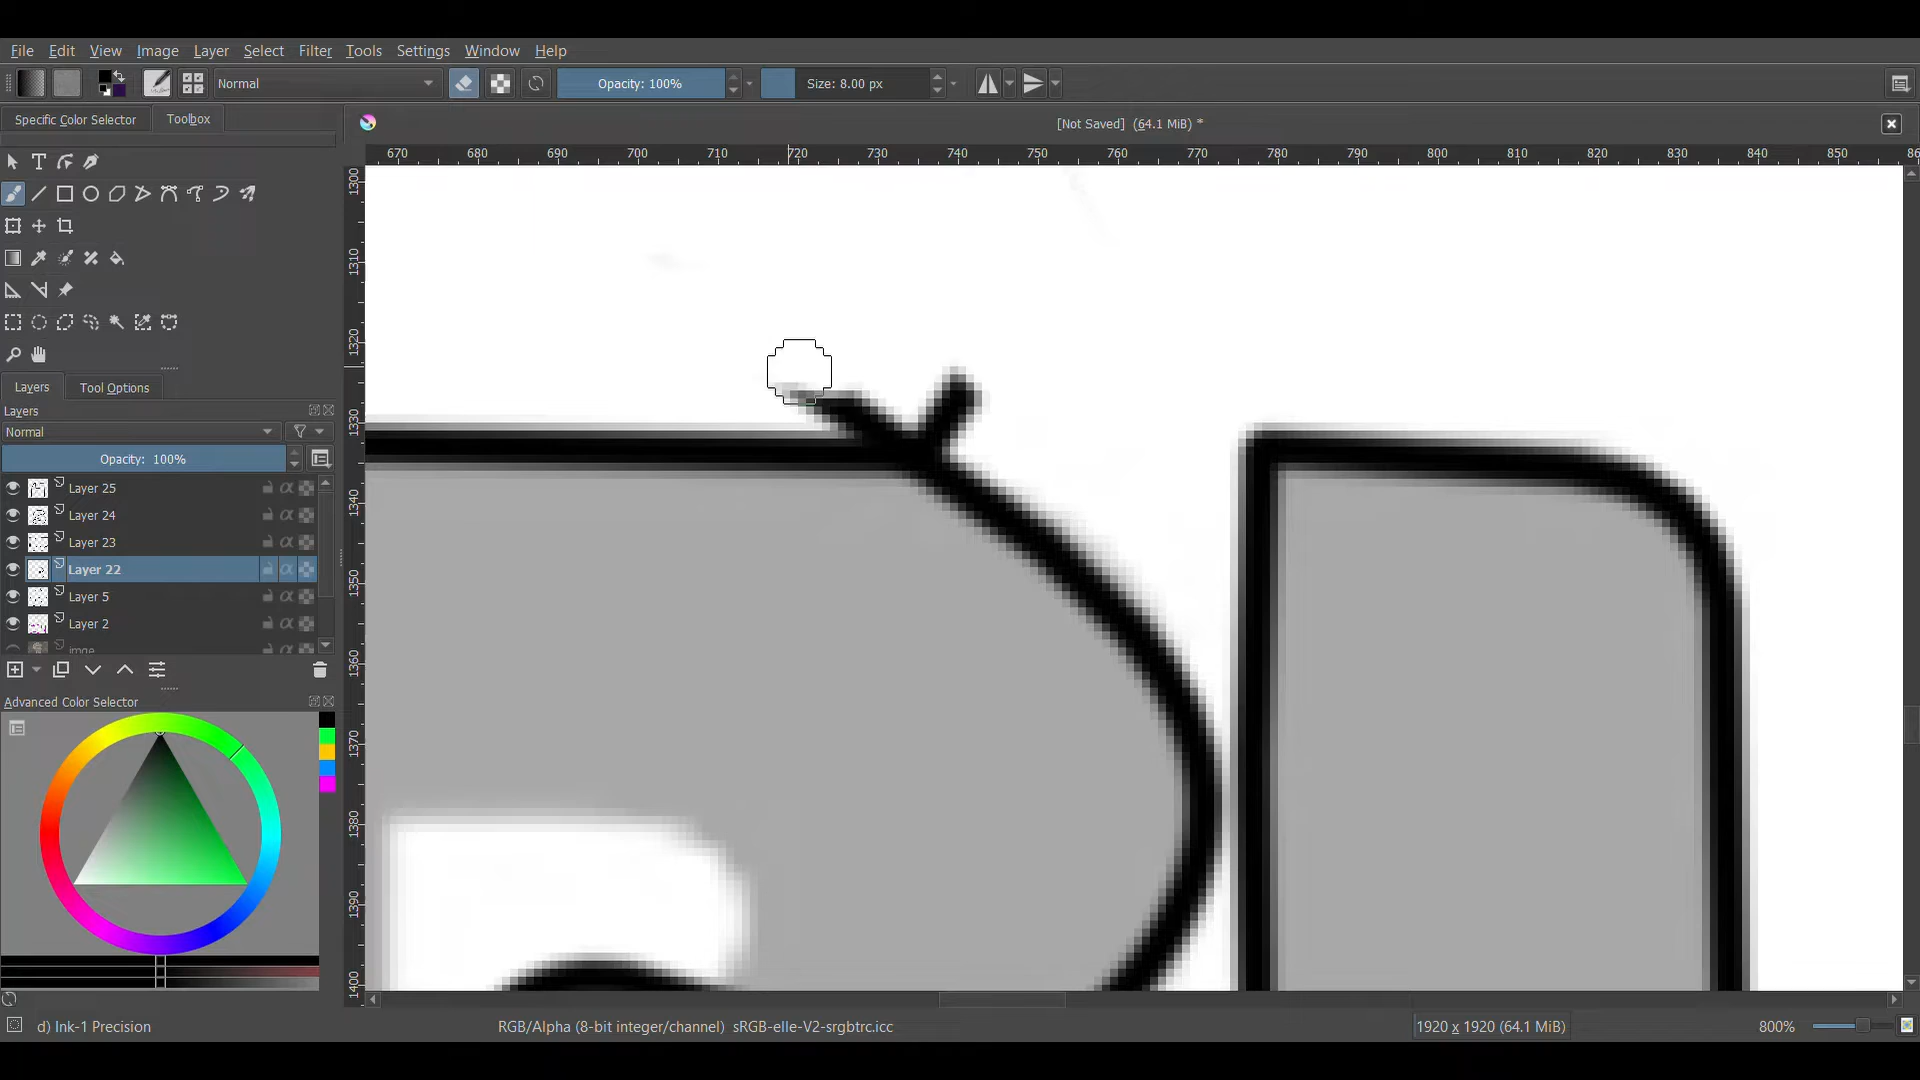 File Edit View Image Layer Select Filter Tools Settings Window Help
Normal Opacity: 100% Size: 8.00 px
Specific Color Selector Toolbox
[Not Saved] (64.1 MiB) *
670 680 690 700 710 720 730 740 750 760 770 780 790 800 810 820 830 840 850 86
1300
1310
1320
1330
1340
1350
1360
1370
1380
1390
1400
Layers Tool Options
Layers
Normal
Opacity: 100%
Layer 25
Layer 24
Layer 23
Layer 22
Layer 5
Layer 2
imge
Advanced Color Selector
d) Ink-1 Precision
RGB/Alpha (8-bit integer/channel) sRGB-elle-V2-srgbtrc.icc
1920 x 1920 (64.1 MiB)
800%